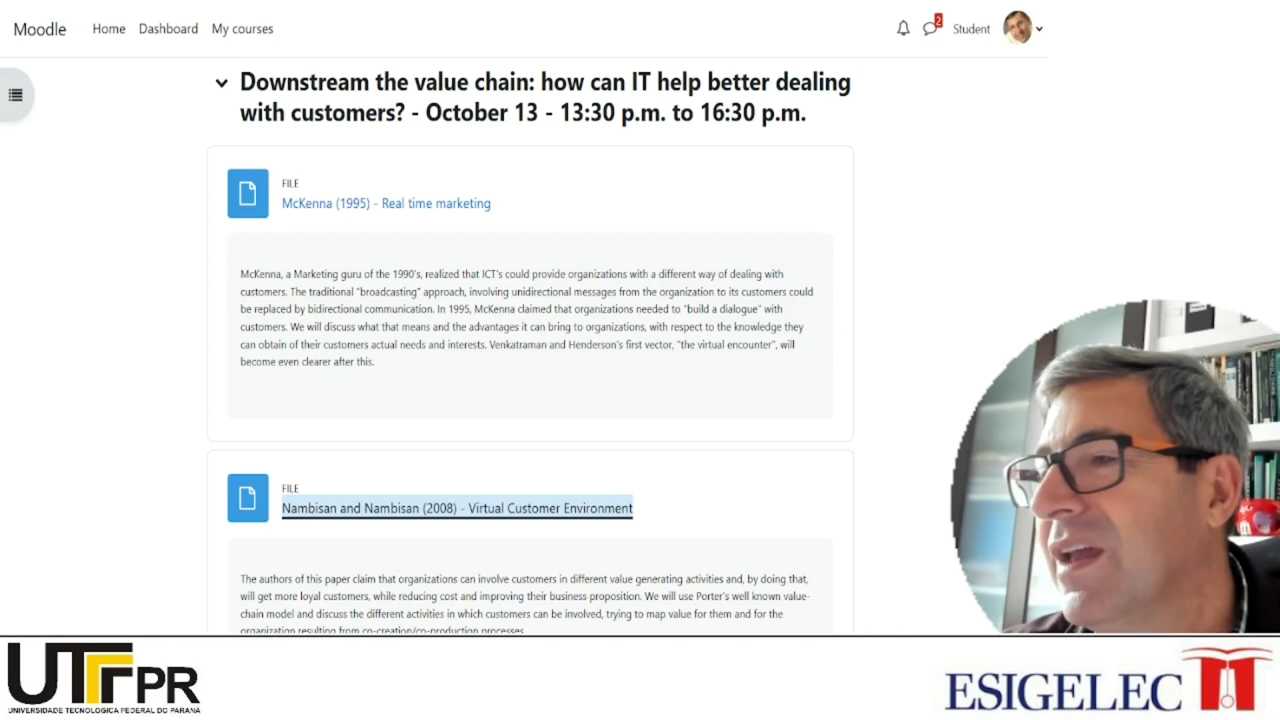 Moodle Home Dashboard My courses 2 Student
Downstream the value chain: how can IT help better dealing
with customers? - October 13 - 13:30 p.m. to 16:30 p.m.
FILE
McKenna (1995) - Real time marketing
McKenna, a Marketing guru of the 1990's, realized that ICT's could provide organizations with a different way of dealing with
customers. The traditional "broadcasting" approach, involving unidirectional messages from the organization to its customers could
be replaced by bidirectional communication. In 1995, McKenna claimed that organizations needed to "build a dialogue" with
customers. We will discuss what that means and the advantages it can bring to organizations, with respect to the knowledge they
can obtain of their customers actual needs and interests. Venkatraman and Henderson's first vector, "the virtual encounter", will
become even clearer after this.
FILE
Nambisan and Nambisan (2008) - Virtual Customer Environment
The authors of this paper claim that organizations can involve customers in different value generating activities and, by doing that,
will get more loyal customers, while reducing cost and improving their business proposition. We will use Porter's well known value-
chain model and discuss the different activities in which customers can be involved, trying to map value for them and for the
organization resulting from co-creation/co-production processes.
UTFPR
UNIVERSIDADE TECNOLÓGICA FEDERAL DO PARANÁ
ESIGELEC